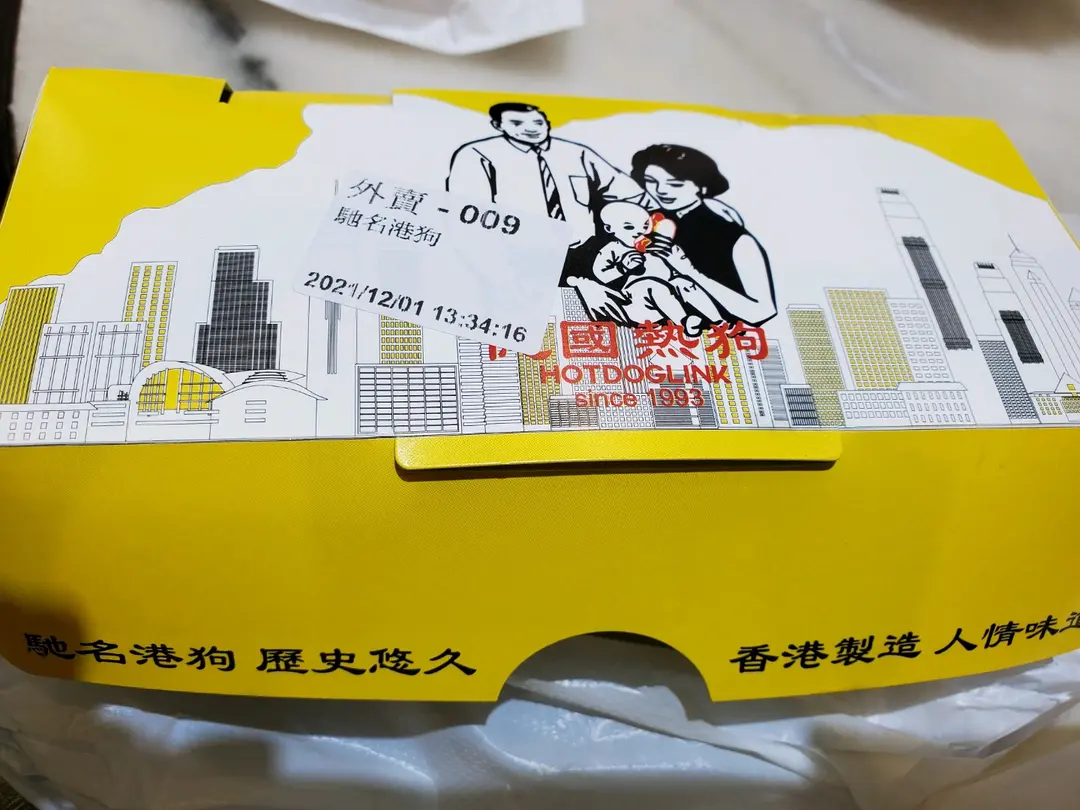 外賣 - 009
馳名港狗
2021/12/01 13:34:16
國熱狗
HOTDOGLINK
since 1993
馳名港狗 歷史悠久
香港製造 人情味